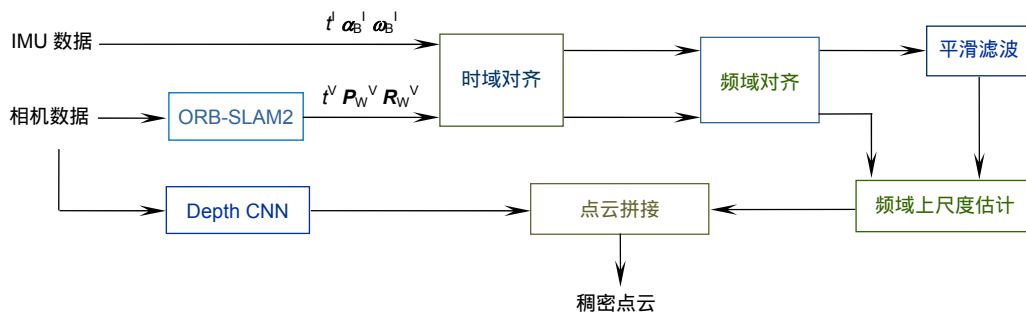 IMU 数据
t^I α_B^I ω_B^I
时域对齐
频域对齐
平滑滤波
相机数据
ORB-SLAM2
t^V P_W^V R_W^V
Depth CNN
点云拼接
频域上尺度估计
稠密点云